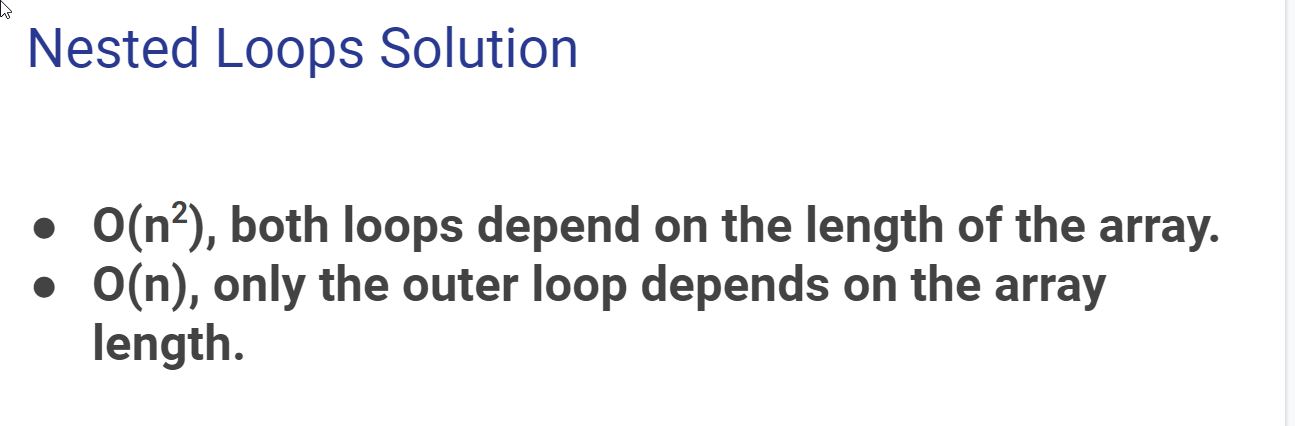 Nested Loops Solution
● O(n²), both loops depend on the length of the array.
● O(n), only the outer loop depends on the array
length.